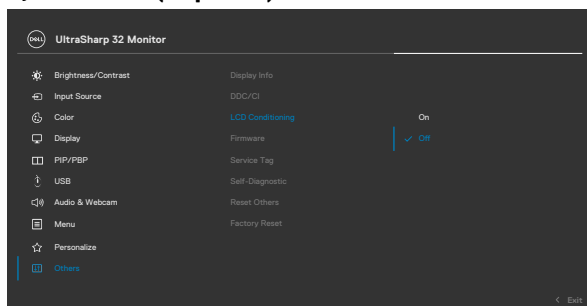 DELL UltraSharp 32 Monitor
Brightness/Contrast Display Info
Input Source DDC/CI
Color LCD Conditioning On
Display Firmware Off
PIP/PBP Service Tag
USB Self-Diagnostic
Audio & Webcam Reset Others
Menu Factory Reset
Personalize
Others
Exit